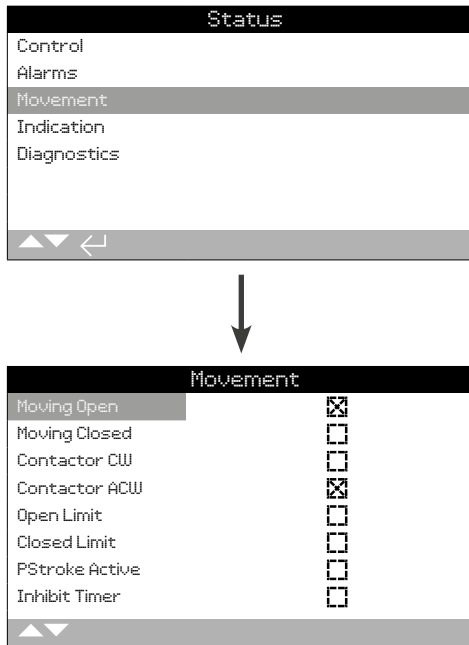 Status
Control
Alarms
Movement
Indication
Diagnostics
Movement
Moving Open
Moving Closed
Contactor CW
Contactor ACW
Open Limit
Closed Limit
PStroke Active
Inhibit Timer